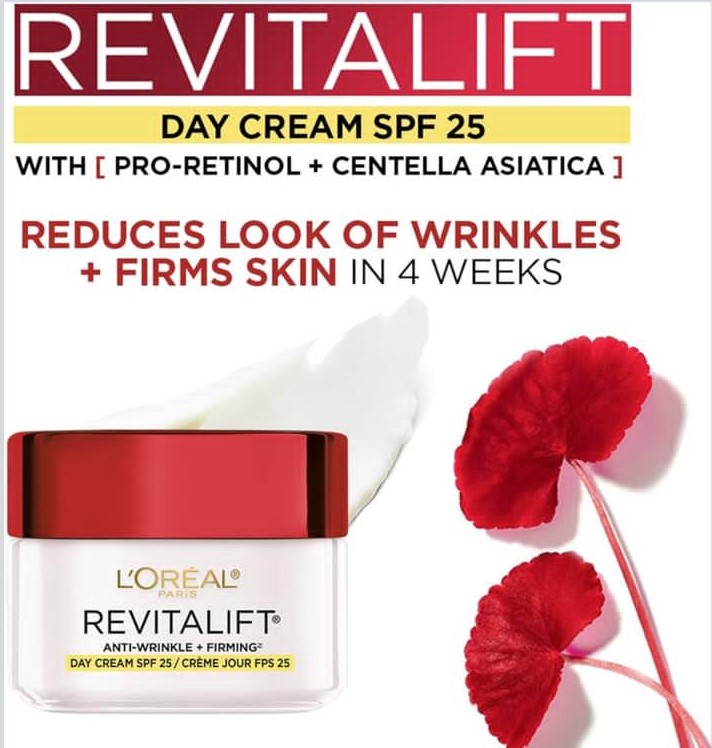 REVITALIFT
DAY CREAM SPF 25
WITH [ PRO-RETINOL + CENTELLA ASIATICA ]
REDUCES LOOK OF WRINKLES
+ FIRMS SKIN IN 4 WEEKS
L'ORÉAL®
PARIS
REVITALIFT®
ANTI-WRINKLE + FIRMING²
DAY CREAM SPF 25 / CRÈME JOUR FPS 25